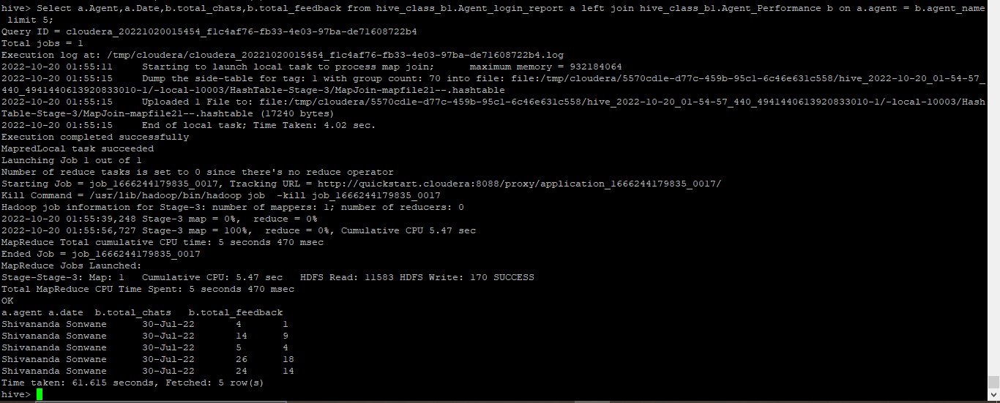 hive> Select a.Agent,a.Date,b.total_chats,b.total_feedback from hive_class_b1.Agent_login_report a left join hive_class_b1.Agent_Performance b on a.agent = b.agent_name
 limit 5;
Query ID = cloudera_20221020015454_f1c4af76-fb33-4e03-97ba-de71608722b4
Total jobs = 1
Execution log at: /tmp/cloudera/cloudera_20221020015454_f1c4af76-fb33-4e03-97ba-de71608722b4.log
2022-10-20 01:55:11     Starting to launch local task to process map join;      maximum memory = 932184064
2022-10-20 01:55:15     Dump the side-table for tag: 1 with group count: 70 into file: file:/tmp/cloudera/5570cd1e-d77c-459b-95c1-6c46e631c558/hive_2022-10-20_01-54-57_
440_4941440613920833010-1/-local-10003/HashTable-Stage-3/MapJoin-mapfile21--.hashtable
2022-10-20 01:55:15     Uploaded 1 File to: file:/tmp/cloudera/5570cd1e-d77c-459b-95c1-6c46e631c558/hive_2022-10-20_01-54-57_440_4941440613920833010-1/-local-10003/Hash
Table-Stage-3/MapJoin-mapfile21--.hashtable (17240 bytes)
2022-10-20 01:55:15     End of local task; Time Taken: 4.02 sec.
Execution completed successfully
MapredLocal task succeeded
Launching Job 1 out of 1
Number of reduce tasks is set to 0 since there's no reduce operator
Starting Job = job_1666244179835_0017, Tracking URL = http://quickstart.cloudera:8088/proxy/application_1666244179835_0017/
Kill Command = /usr/lib/hadoop/bin/hadoop job  -kill job_1666244179835_0017
Hadoop job information for Stage-3: number of mappers: 1; number of reducers: 0
2022-10-20 01:55:39,248 Stage-3 map = 0%,  reduce = 0%
2022-10-20 01:55:56,727 Stage-3 map = 100%,  reduce = 0%, Cumulative CPU 5.47 sec
MapReduce Total cumulative CPU time: 5 seconds 470 msec
Ended Job = job_1666244179835_0017
MapReduce Jobs Launched:
Stage-Stage-3: Map: 1   Cumulative CPU: 5.47 sec   HDFS Read: 11583 HDFS Write: 170 SUCCESS
Total MapReduce CPU Time Spent: 5 seconds 470 msec
OK
a.agent a.date  b.total_chats   b.total_feedback
Shivananda Sonwane      30-Jul-22       4       1
Shivananda Sonwane      30-Jul-22       14      9
Shivananda Sonwane      30-Jul-22       5       4
Shivananda Sonwane      30-Jul-22       26      18
Shivananda Sonwane      30-Jul-22       24      14
Time taken: 61.615 seconds, Fetched: 5 row(s)
hive>